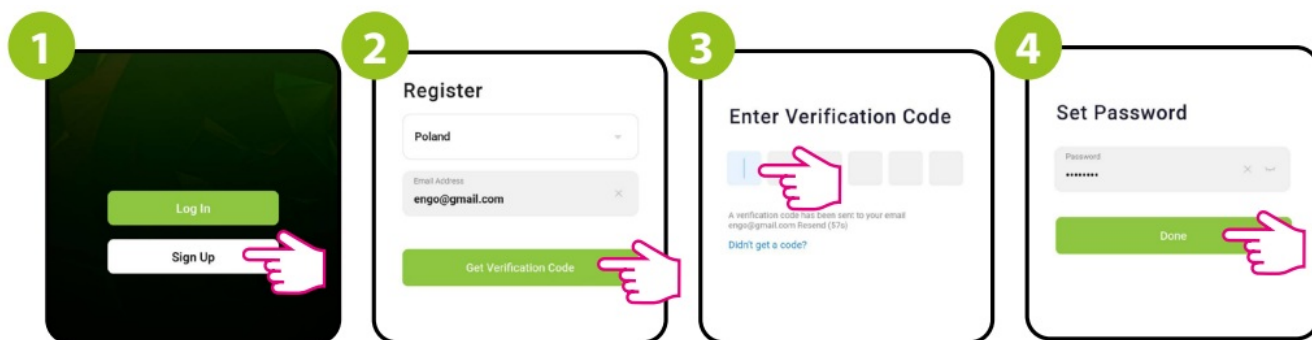 1
Log In
Sign Up
2
Register
Poland
Email Address
engo@gmail.com
Get Verification Code
3
Enter Verification Code
A verification code has been sent to your email
engo@gmail.com Resend (57s)
Didn't get a code?
4
Set Password
Password
••••••••
Done